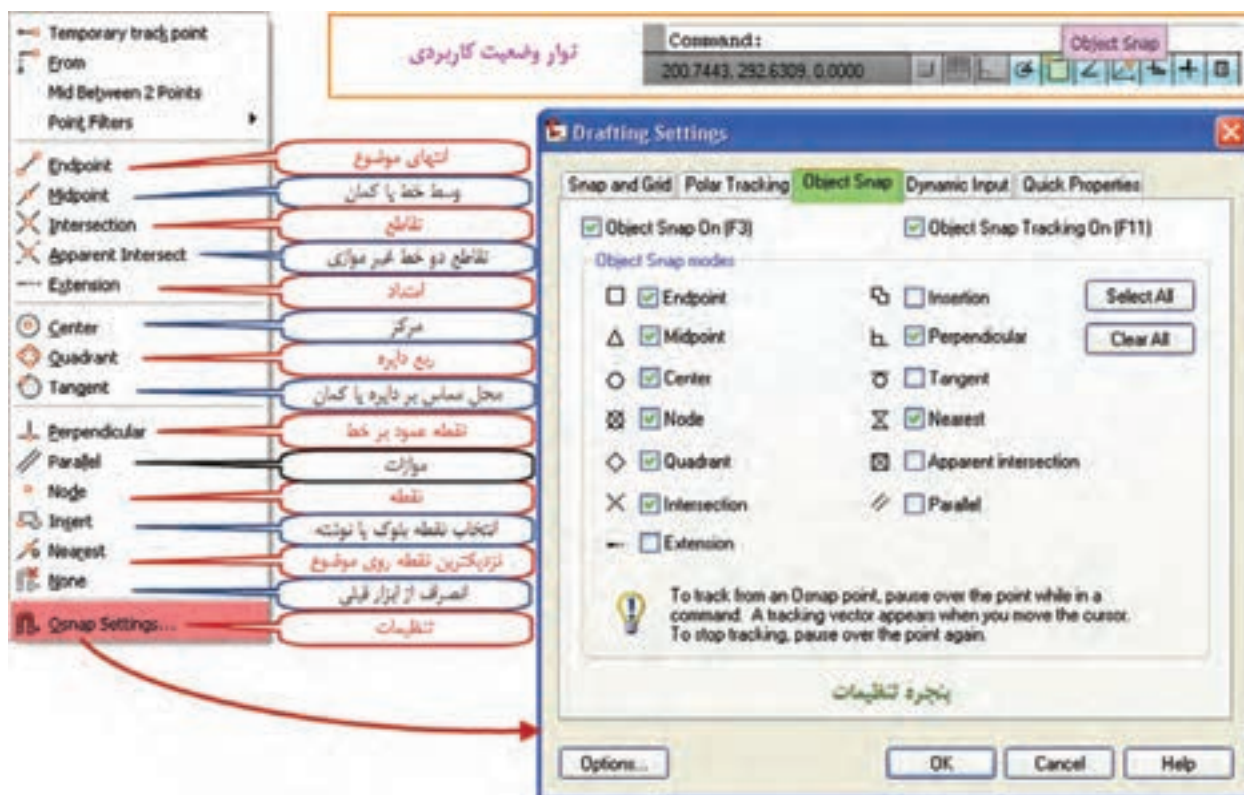 Temporary track point
From
Mid Between 2 Points
Point Filters
Endpoint
انتهای موضوع
Midpoint
وسط خط یا کمان
Intersection
تقاطع
Apparent Intersect
تقاطع دو خط غیر موازی
Extension
امتداد
Center
مرکز
Quadrant
ربع دایره
Tangent
محل مماس بر دایره یا کمان
Perpendicular
نقطه عمود بر خط
Parallel
موازات
Node
نقطه
Insert
انتخاب نقطه بلوک یا نوشته
Nearest
نزدیکترین نقطه روی موضوع
None
انصراف از ابزار قبلی
Osnap Settings...
تنظیمات
نوار وضعیت کاربردی
Command:
Object Snap
200.7443, 292.6309, 0.0000
Drafting Settings
Snap and Grid Polar Tracking Object Snap Dynamic Input Quick Properties
Object Snap On (F3) Object Snap Tracking On (F11)
Object Snap modes
Endpoint Insertion Select All
Midpoint Perpendicular Clear All
Center Tangent
Node Nearest
Quadrant Apparent intersection
Intersection Parallel
Extension
To track from an Osnap point, pause over the point while in a
command. A tracking vector appears when you move the cursor.
To stop tracking, pause over the point again.
پنجره تنظیمات
Options... OK Cancel Help